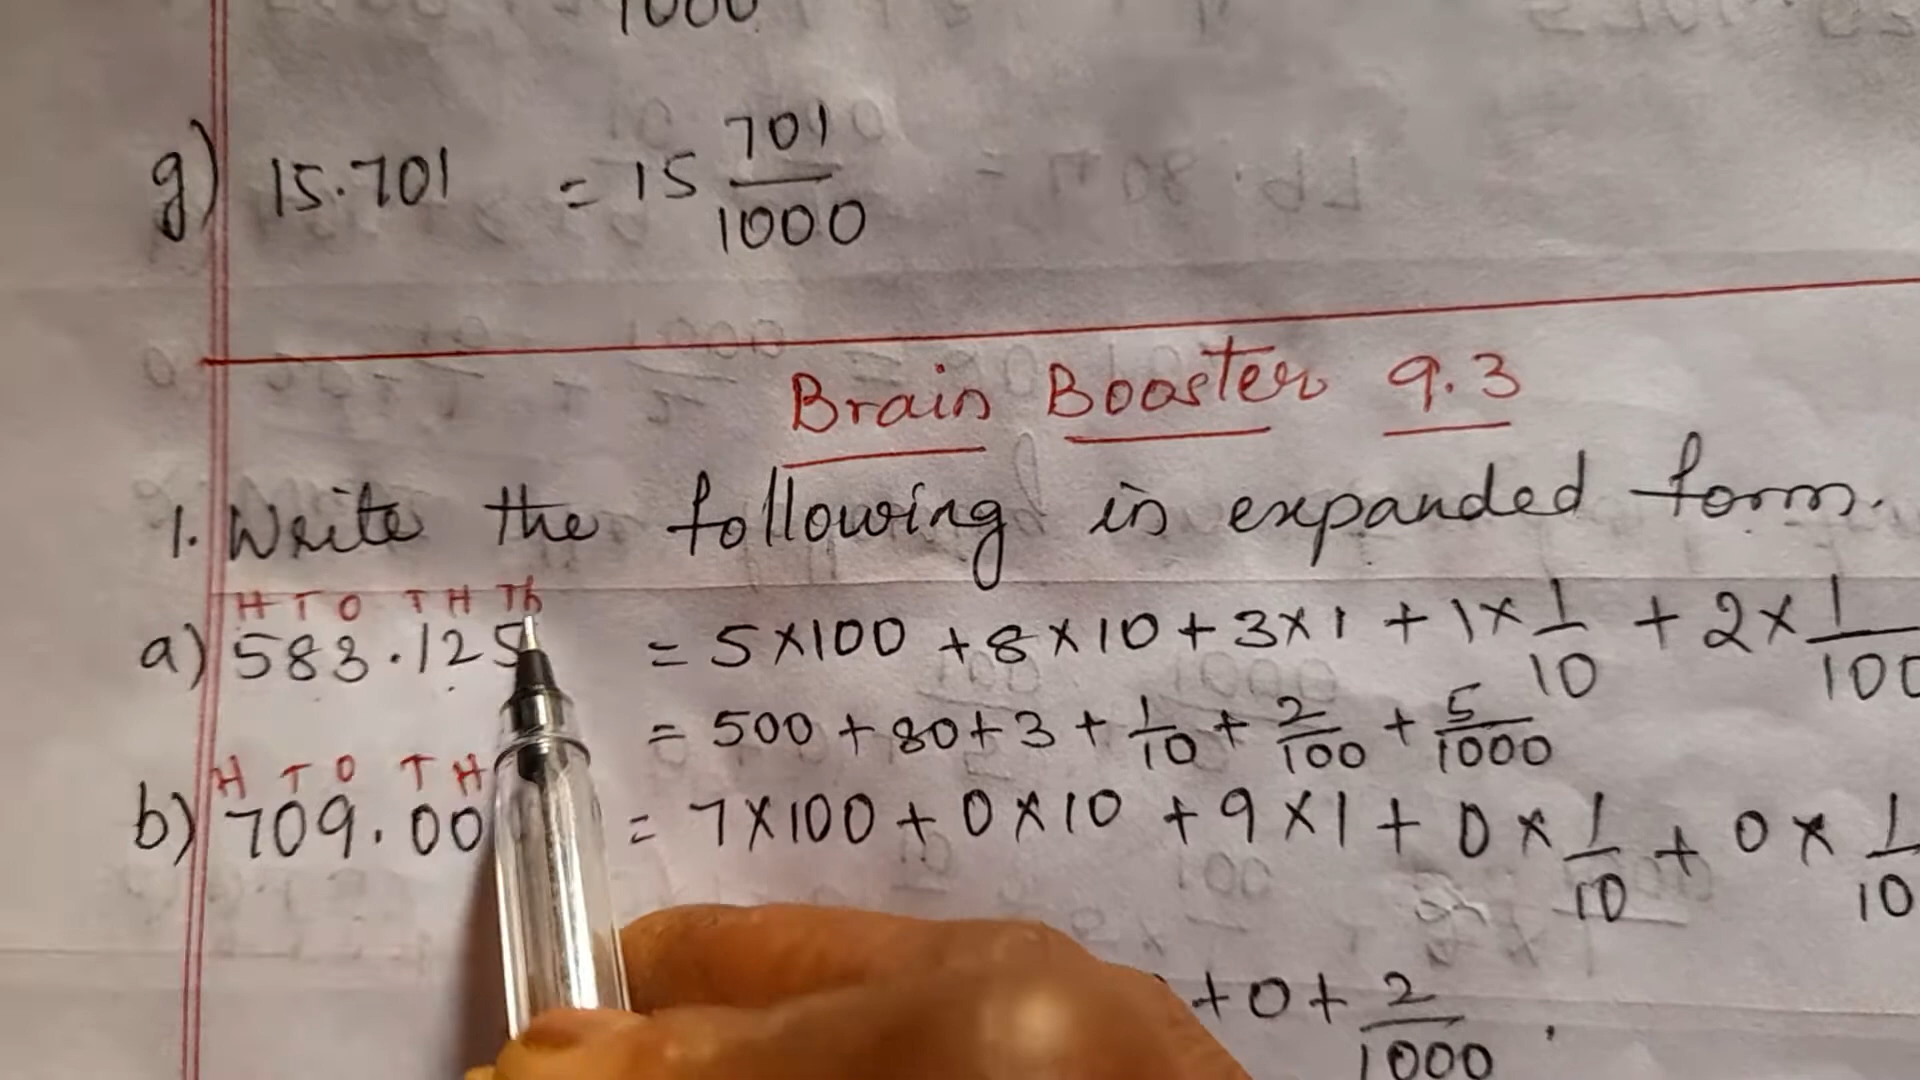 1000
g) 15.701 = 15 701/1000
Brain Booster 9.3
1. Write the following in expanded form.
H T O T H Th
a) 583.125 = 5×100 + 8×10 + 3×1 + 1×1/10 + 2×1/100
= 500 + 80 + 3 + 1/10 + 2/100 + 5/1000
H T O T H
b) 709.00 = 7×100 + 0×10 + 9×1 + 0×1/10 + 0×1/10
+ 0 + 2/1000 .